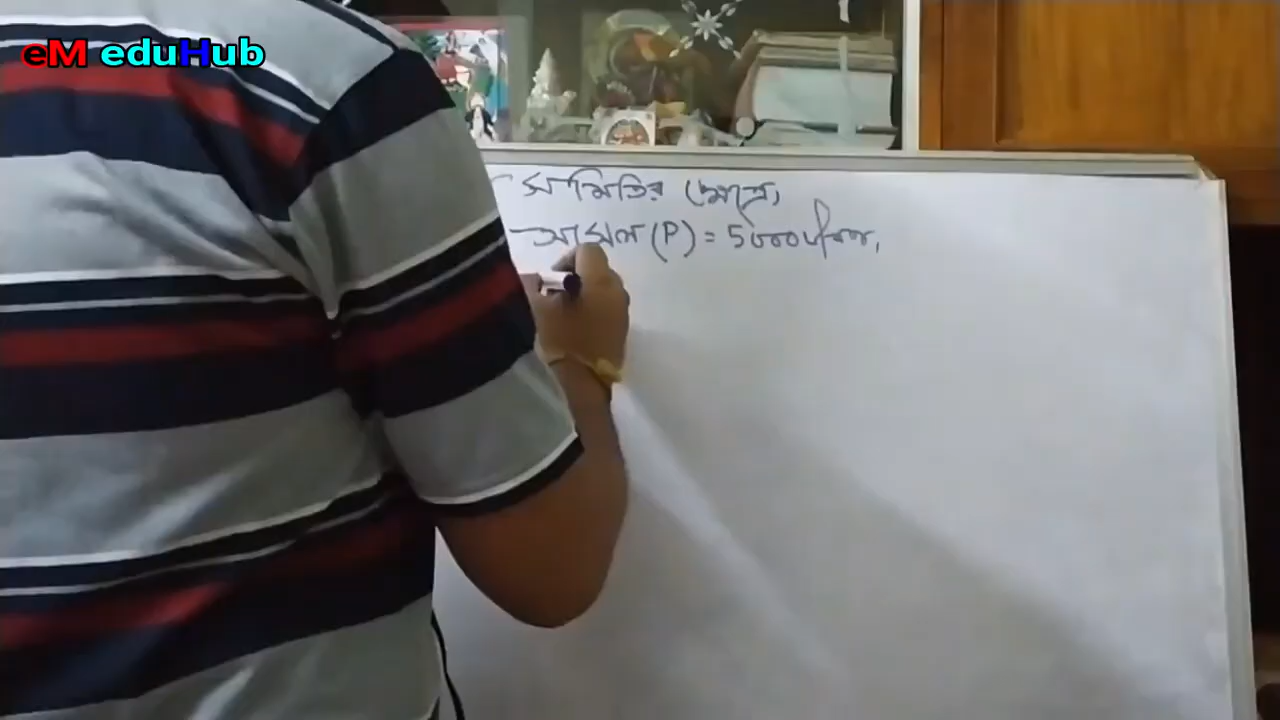 eM eduHub
সমিতির ক্ষেত্রে,
আসল (P) = 5000 টাকা,